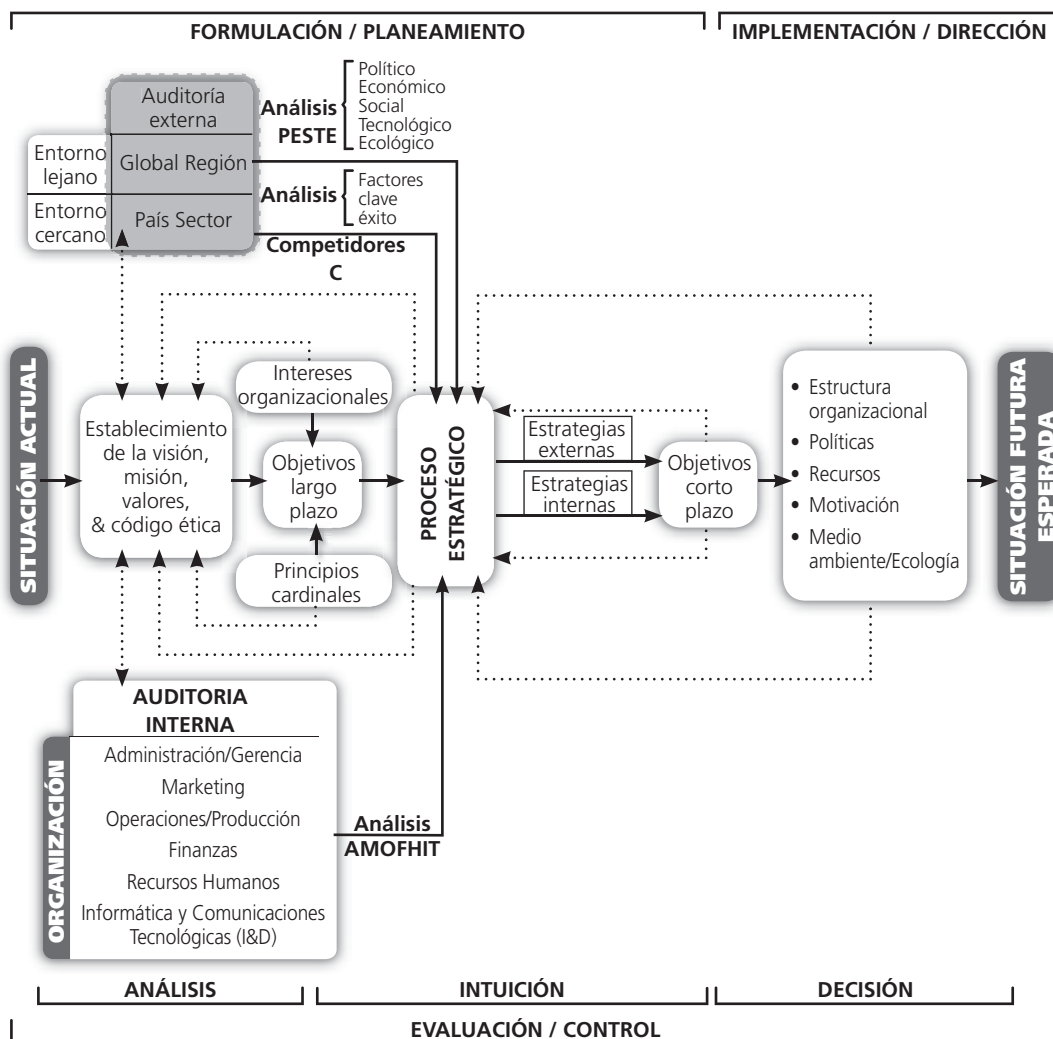 FORMULACIÓN / PLANEAMIENTO
IMPLEMENTACIÓN / DIRECCIÓN
Auditoría
externa
Entorno
lejano
Global Región
Entorno
cercano
País Sector
Análisis
PESTE
Político
Económico
Social
Tecnológico
Ecológico
Análisis
Factores
clave
éxito
Competidores
C
SITUACIÓN ACTUAL
Establecimiento
de la visión,
misión,
valores,
& código ética
Intereses
organizacionales
Objetivos
largo
plazo
Principios
cardinales
PROCESO
ESTRATÉGICO
Estrategias
externas
Estrategias
internas
Objetivos
corto
plazo
• Estructura
organizacional
• Políticas
• Recursos
• Motivación
• Medio
ambiente/Ecología
SITUACIÓN FUTURA
ESPERADA
AUDITORIA
INTERNA
ORGANIZACIÓN
Administración/Gerencia
Marketing
Operaciones/Producción
Finanzas
Recursos Humanos
Informática y Comunicaciones
Tecnológicas (I&D)
Análisis
AMOFHIT
ANÁLISIS
INTUICIÓN
DECISIÓN
EVALUACIÓN / CONTROL